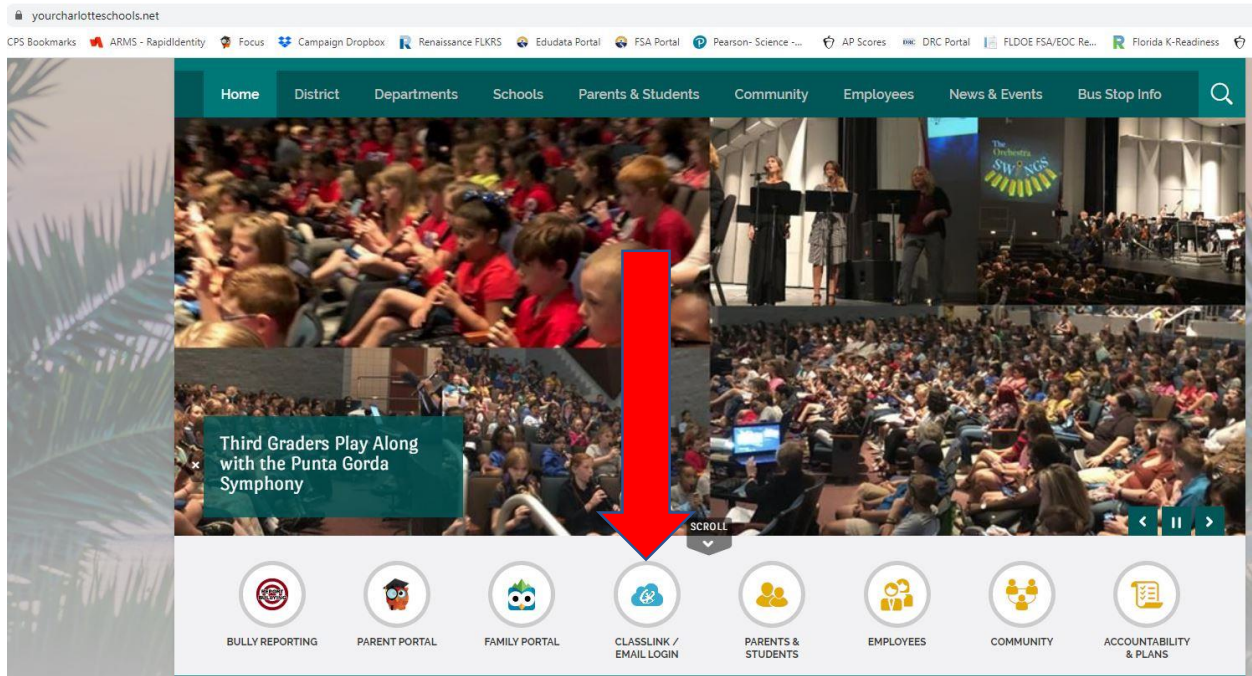 yourcharlotteschools.net
CPS Bookmarks ARMS - RapidIdentity Focus Campaign Dropbox Renaissance FLKRS Edudata Portal FSA Portal Pearson- Science -... AP Scores DRC Portal FLDOE FSA/EOC Re... Florida K-Readiness
Home District Departments Schools Parents & Students Community Employees News & Events Bus Stop Info
The
Orchestra
SWINGS
Third Graders Play Along
with the Punta Gorda
Symphony
SCROLL
BULLY REPORTING PARENT PORTAL FAMILY PORTAL CLASSLINK / EMAIL LOGIN PARENTS & STUDENTS EMPLOYEES COMMUNITY ACCOUNTABILITY & PLANS